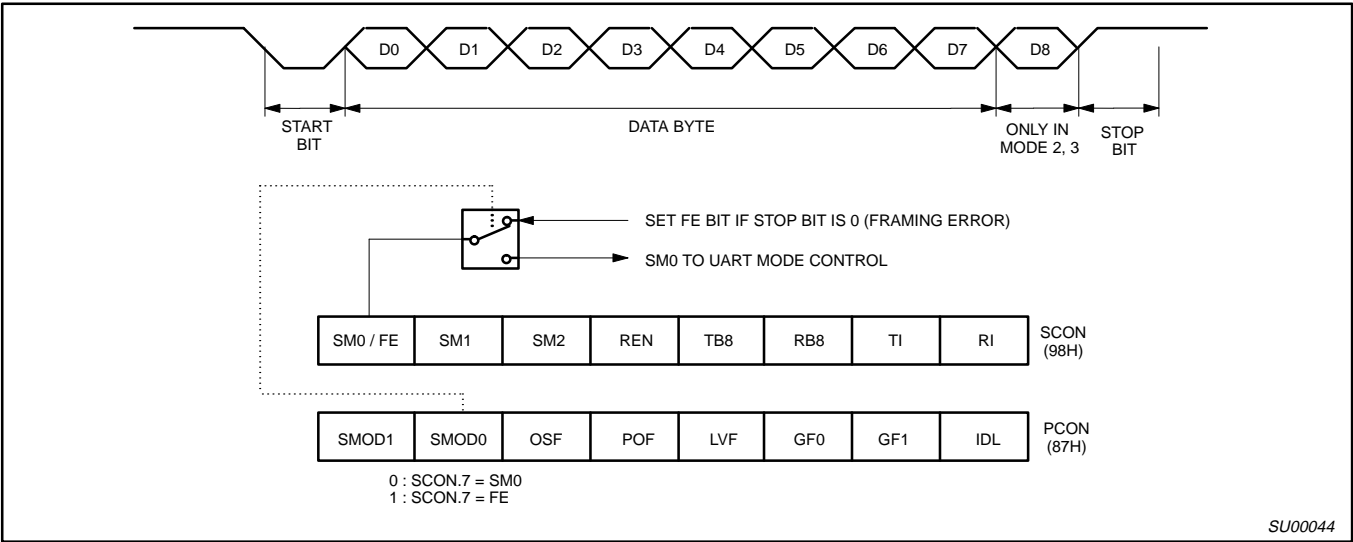 D0 D1 D2 D3 D4 D5 D6 D7 D8
START
BIT
DATA BYTE
ONLY IN
MODE 2, 3
STOP
BIT
SET FE BIT IF STOP BIT IS 0 (FRAMING ERROR)
SM0 TO UART MODE CONTROL
SM0 / FE SM1 SM2 REN TB8 RB8 TI RI
SCON
(98H)
SMOD1 SMOD0 OSF POF LVF GF0 GF1 IDL
PCON
(87H)
0 : SCON.7 = SM0
1 : SCON.7 = FE
SU00044